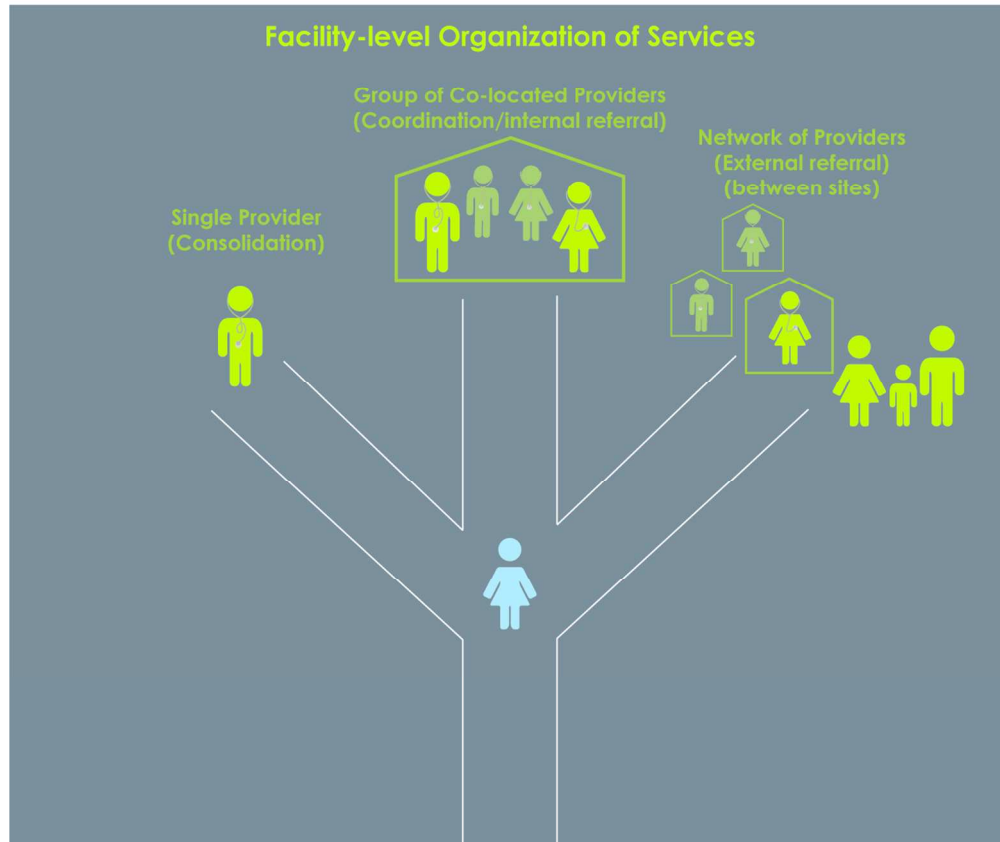 Facility-level Organization of Services
Group of Co-located Providers
(Coordination/internal referral)
Network of Providers
(External referral)
(between sites)
Single Provider
(Consolidation)